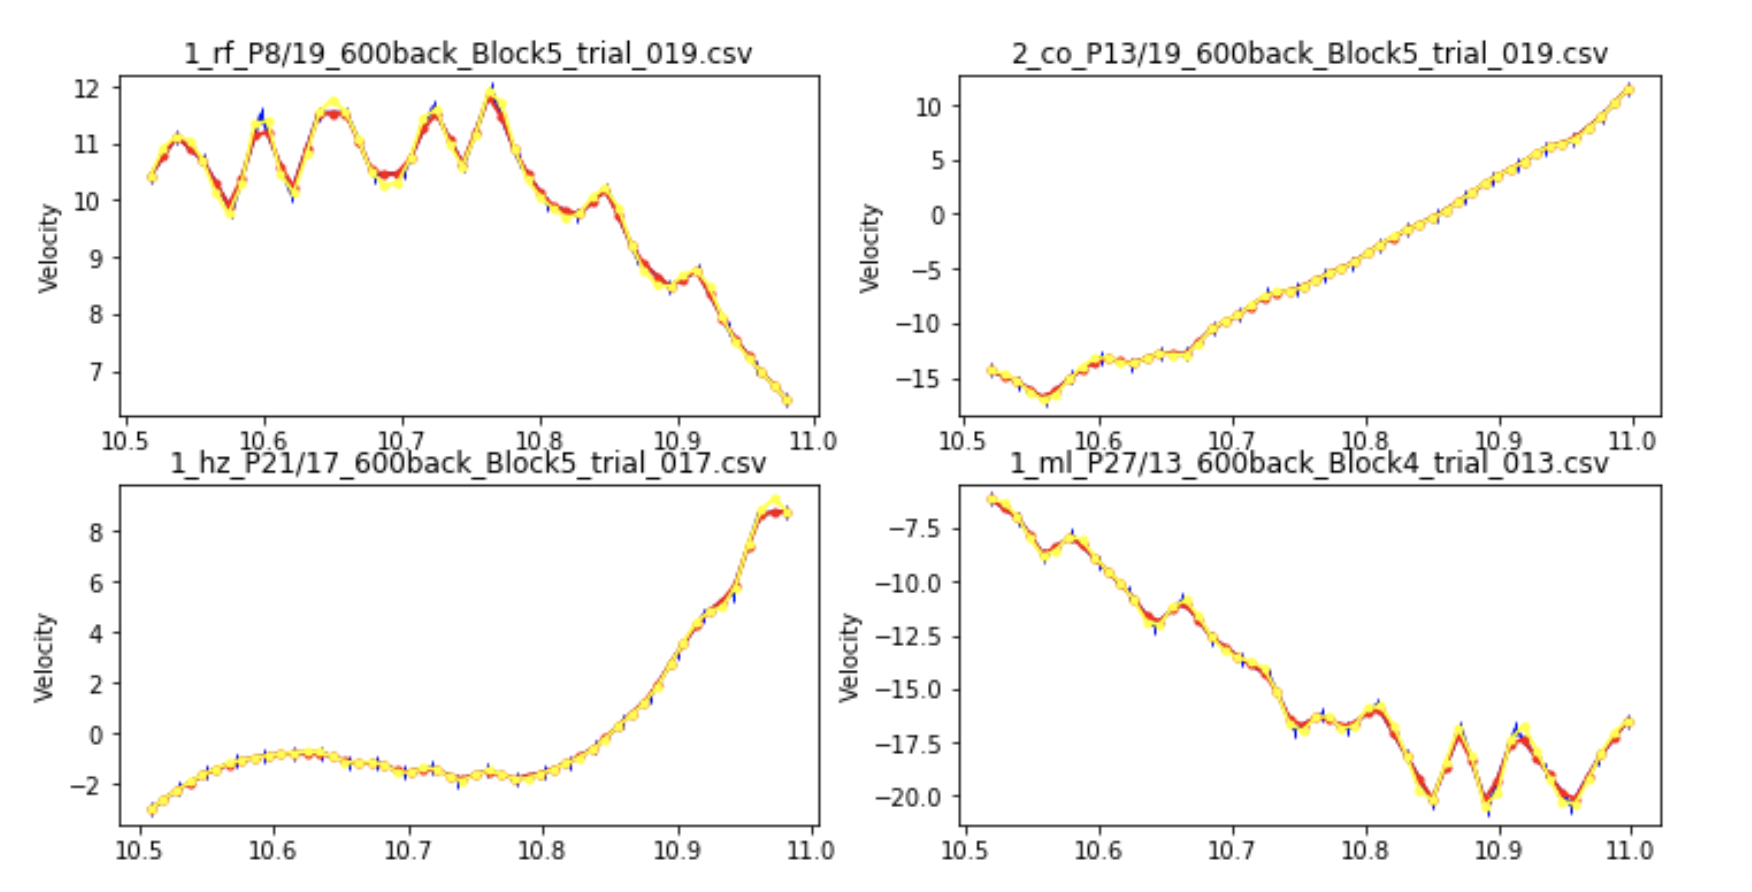 1_rf_P8/19_600back_Block5_trial_019.csv
12
11
10
9
8
7
Velocity
10.5 10.6 10.7 10.8 10.9 11.0
2_co_P13/19_600back_Block5_trial_019.csv
10
5
0
−5
−10
−15
Velocity
10.5 10.6 10.7 10.8 10.9 11.0
1_hz_P21/17_600back_Block5_trial_017.csv
8
6
4
2
0
−2
Velocity
10.5 10.6 10.7 10.8 10.9 11.0
1_ml_P27/13_600back_Block4_trial_013.csv
−7.5
−10.0
−12.5
−15.0
−17.5
−20.0
Velocity
10.5 10.6 10.7 10.8 10.9 11.0